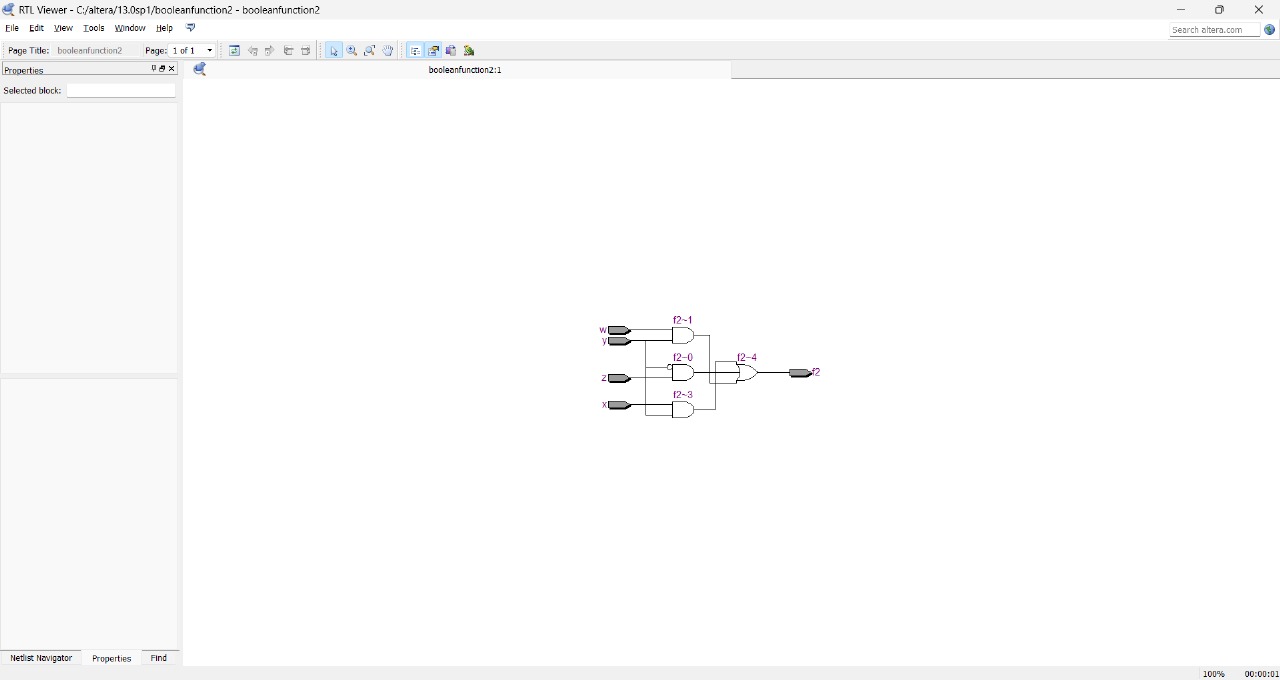 RTL Viewer - C:/altera/13.0sp1/booleanfunction2 - booleanfunction2
File Edit View Tools Window Help
Search altera.com
Page Title: booleanfunction2 Page: 1 of 1
Properties
booleanfunction2:1
Selected block:
f2~1
w
y
f2~0
f2~4
z
f2
f2~3
x
Netlist Navigator Properties Find
100% 00:00:01